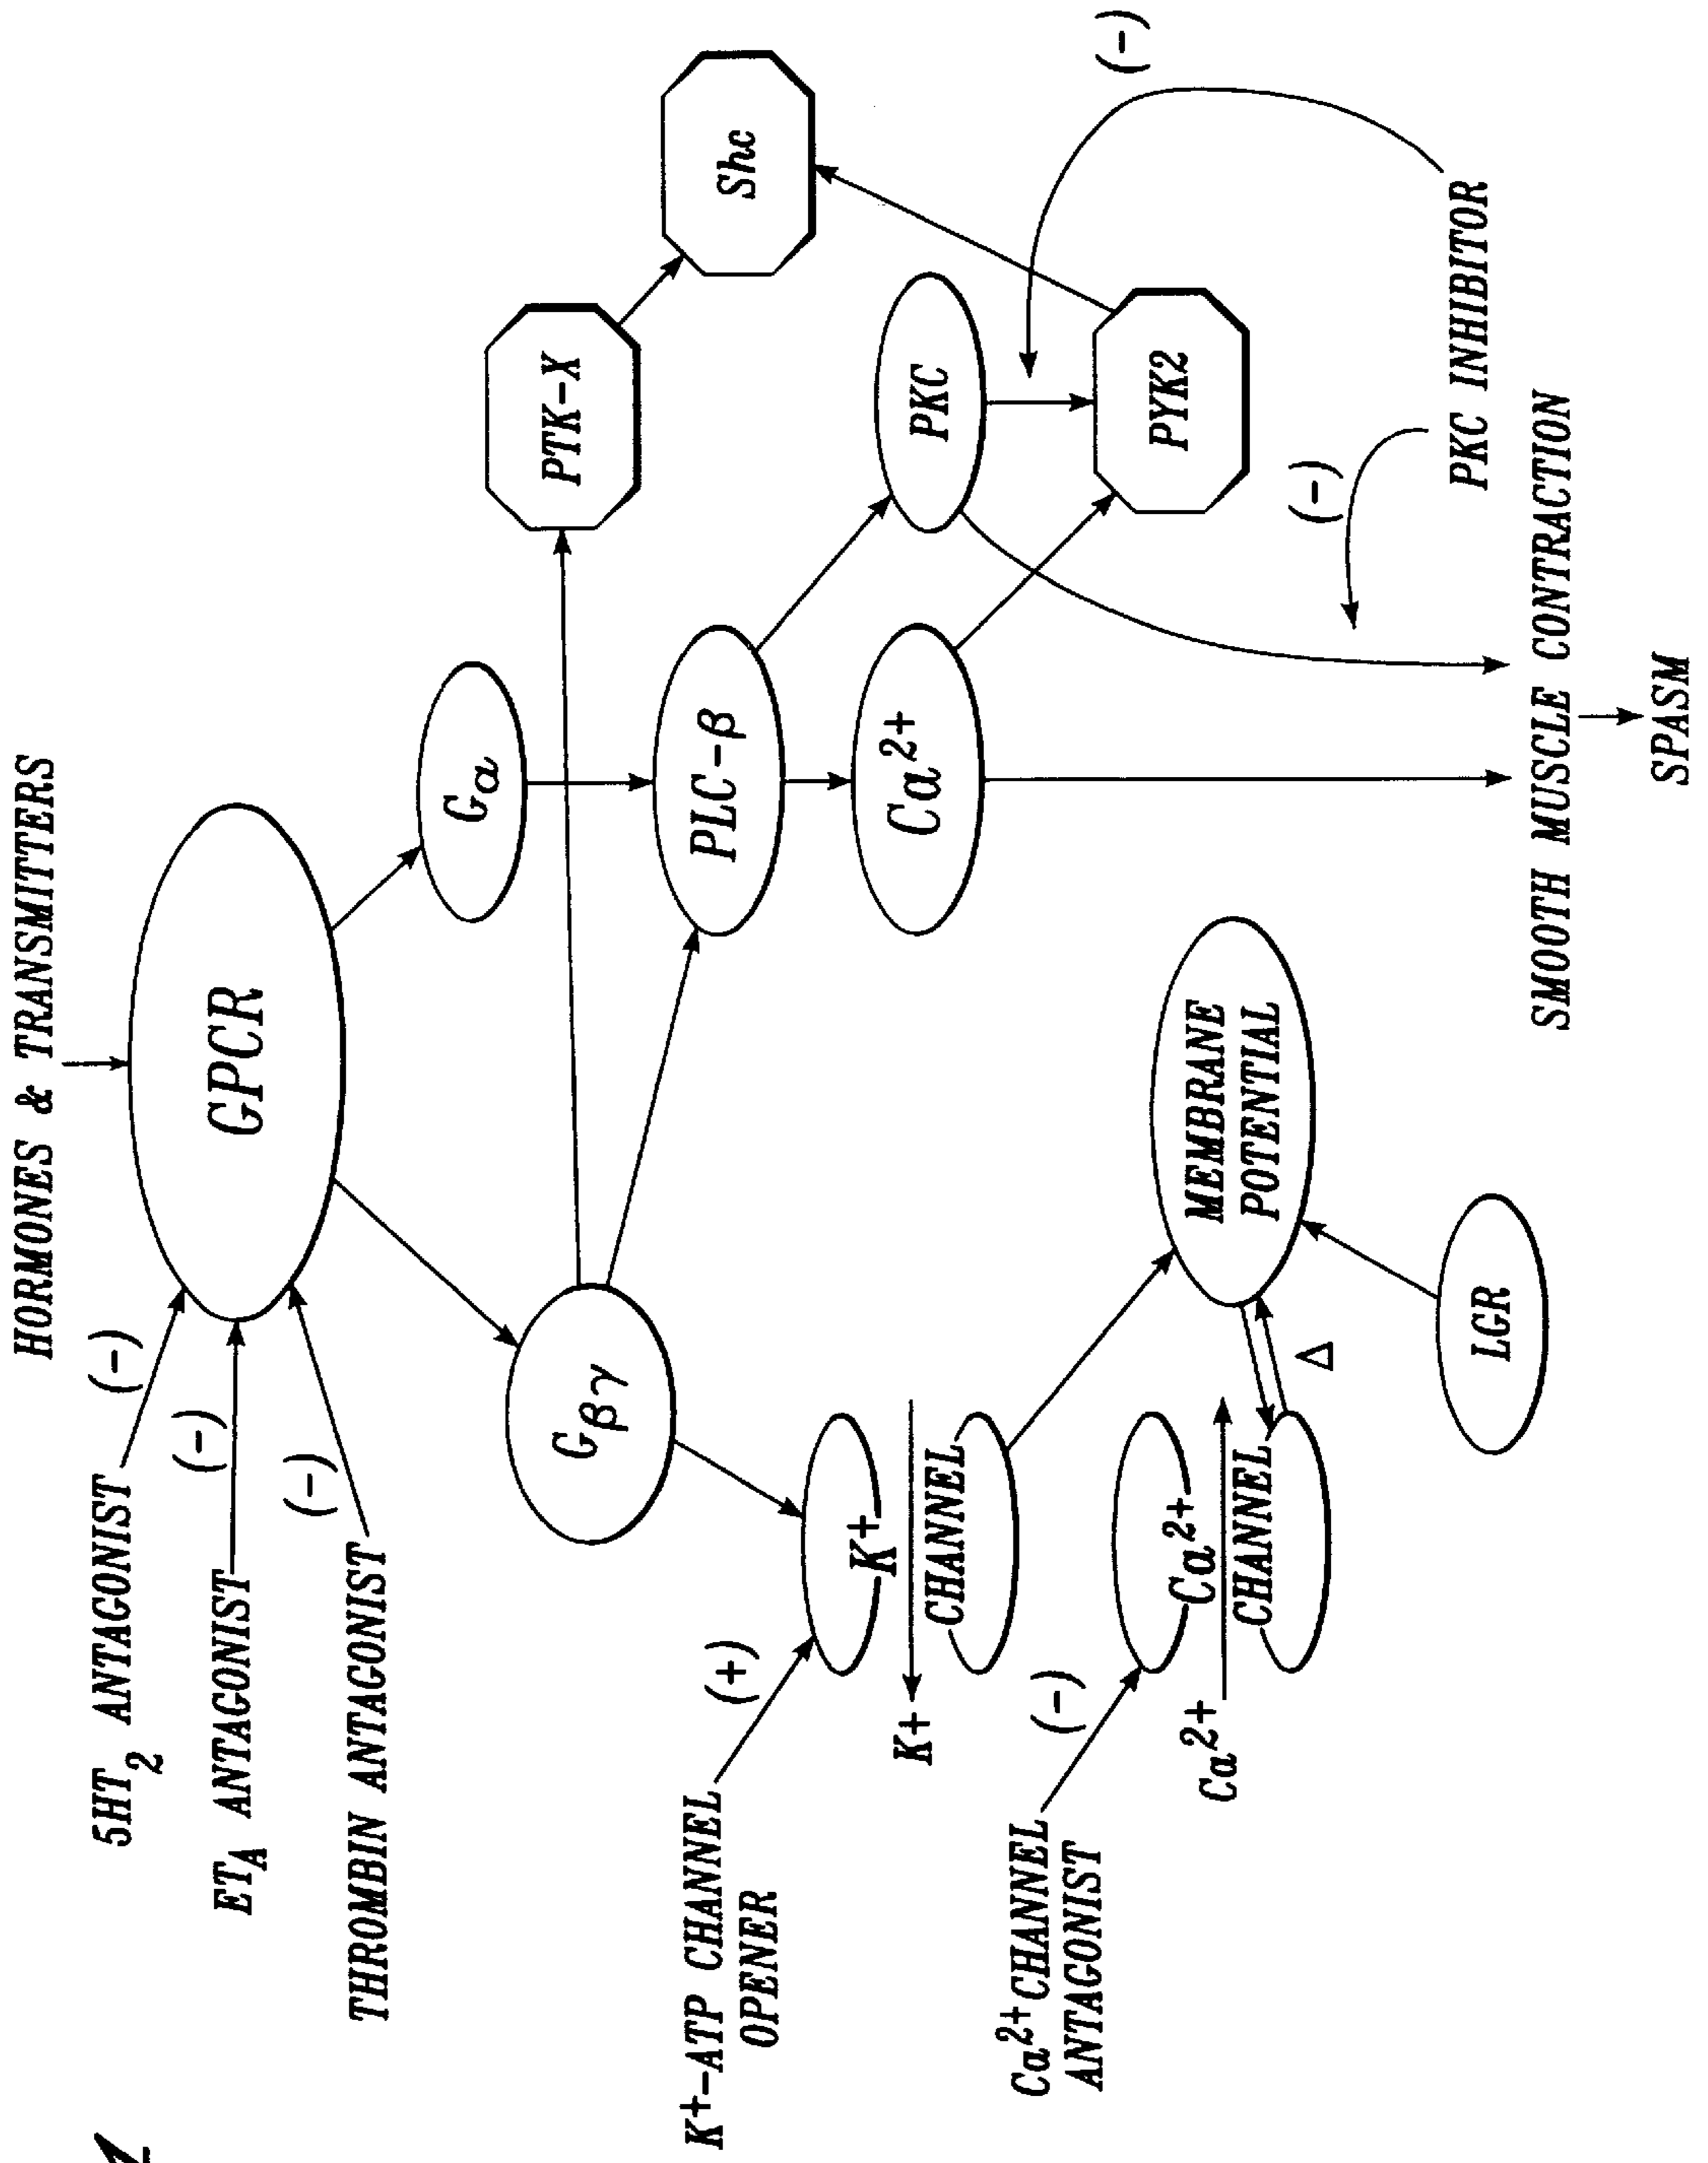 HORMONES & TRANSMITTERS
5HT2 ANTAGONIST
(-)
ETA ANTAGONIST
(-)
THROMBIN ANTAGONIST
(-)
GPCR
Gα
Gβγ
PTK-X
Shc
K+-ATP CHANNEL
OPENER
(+)
K+
K+
CHANNEL
PLC-β
PKC
(-)
Ca2+
PYK2
Ca2+ CHANNEL
ANTAGONIST
(-)
Ca2+
Ca2+
CHANNEL
MEMBRANE
POTENTIAL
Δ
LGR
(-)
PKC INHIBITOR
SMOOTH MUSCLE CONTRACTION
SPASM